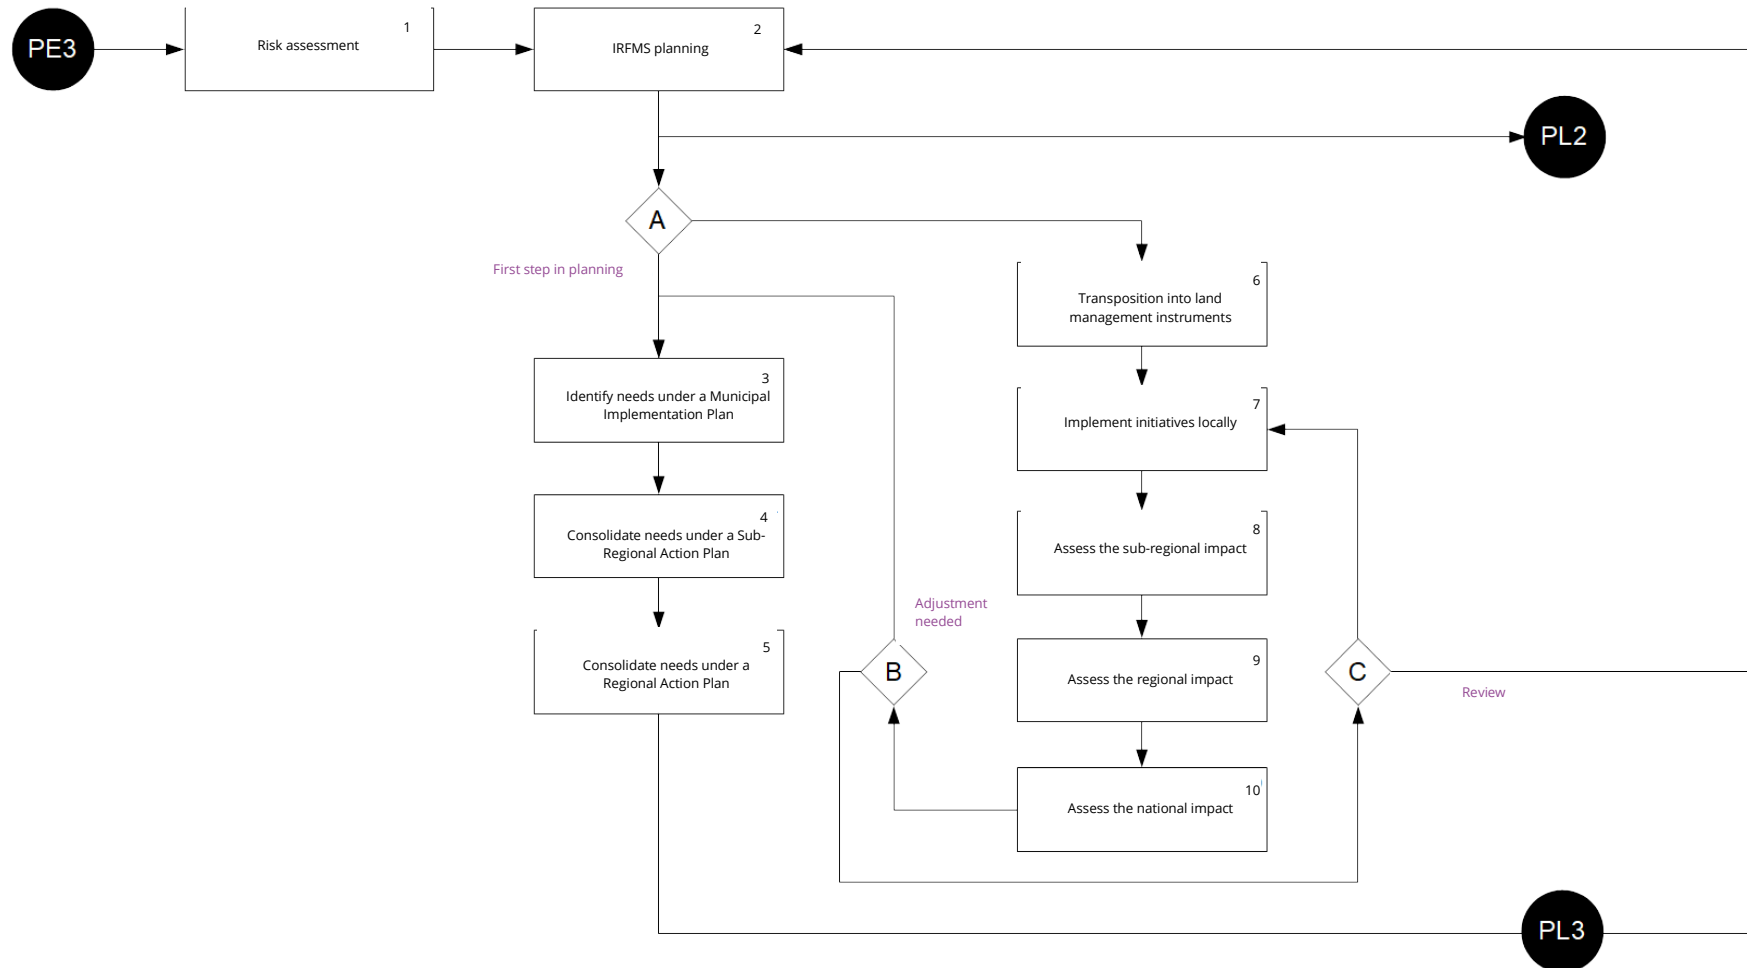 PE3
1
Risk assessment
2
IRFMS planning
PL2
A
First step in planning
3
Identify needs under a Municipal
Implementation Plan
4
Consolidate needs under a Sub-
Regional Action Plan
5
Consolidate needs under a
Regional Action Plan
Adjustment
needed
B
6
Transposition into land
management instruments
7
Implement initiatives locally
8
Assess the sub-regional impact
9
Assess the regional impact
10
Assess the national impact
C
Review
PL3